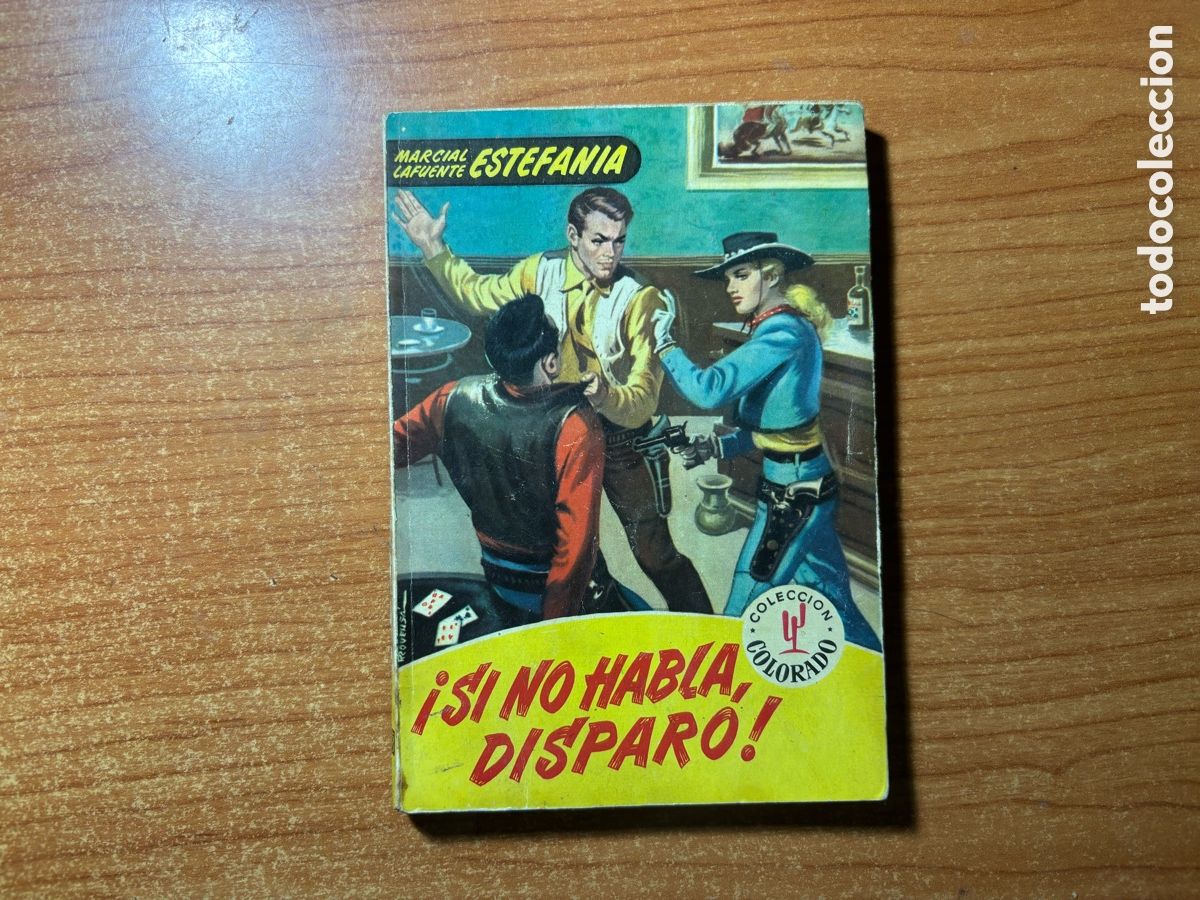 MARCIAL
LAFUENTE ESTEFANIA
COLECCION
COLORADO
¡SI NO HABLA,
DISPARO!
todocoleccion